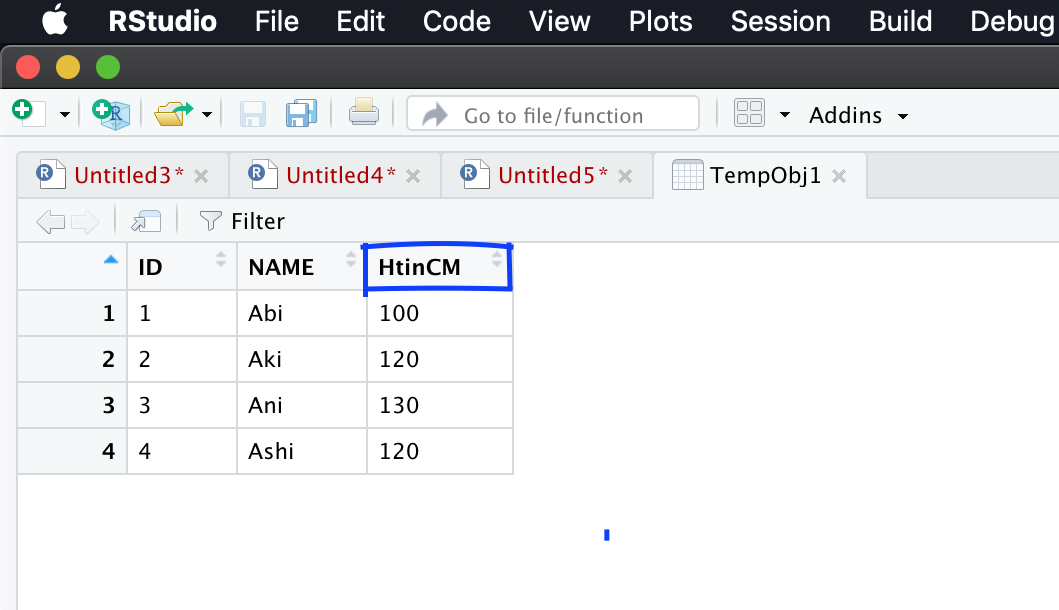 RStudio File Edit Code View Plots Session Build Debug
R Go to file/function Addins
R Untitled3* R Untitled4* R Untitled5* TempObj1
Filter
ID NAME HtinCM
1 1 Abi 100
2 2 Aki 120
3 3 Ani 130
4 4 Ashi 120